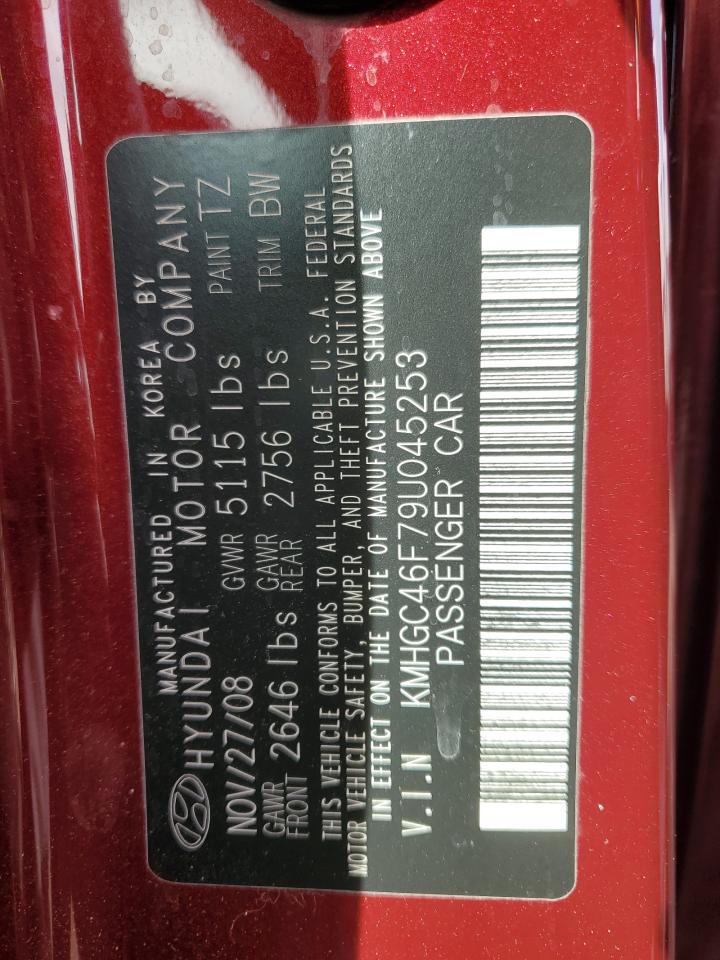 MANUFACTURED IN KOREA BY
HYUNDAI MOTOR COMPANY
NOV/27/08 GVWR 5115 lbs PAINT TZ
GAWR FRONT 2646 lbs GAWR REAR 2756 lbs TRIM BW
THIS VEHICLE CONFORMS TO ALL APPLICABLE U.S.A. FEDERAL
MOTOR VEHICLE SAFETY, BUMPER, AND THEFT PREVENTION STANDARDS
IN EFFECT ON THE DATE OF MANUFACTURE SHOWN ABOVE
V.I.N KMHGC46F79U045253
PASSENGER CAR